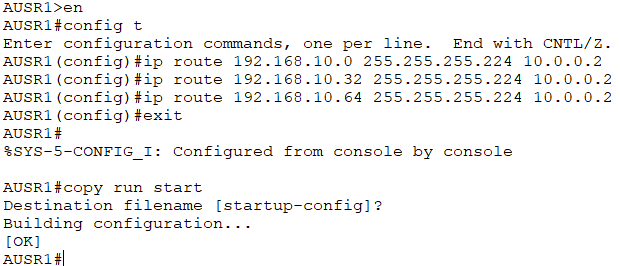 AUSR1>en
AUSR1#config t
Enter configuration commands, one per line.  End with CNTL/Z.
AUSR1(config)#ip route 192.168.10.0 255.255.255.224 10.0.0.2
AUSR1(config)#ip route 192.168.10.32 255.255.255.224 10.0.0.2
AUSR1(config)#ip route 192.168.10.64 255.255.255.224 10.0.0.2
AUSR1(config)#exit
AUSR1#
%SYS-5-CONFIG_I: Configured from console by console

AUSR1#copy run start
Destination filename [startup-config]?
Building configuration...
[OK]
AUSR1#